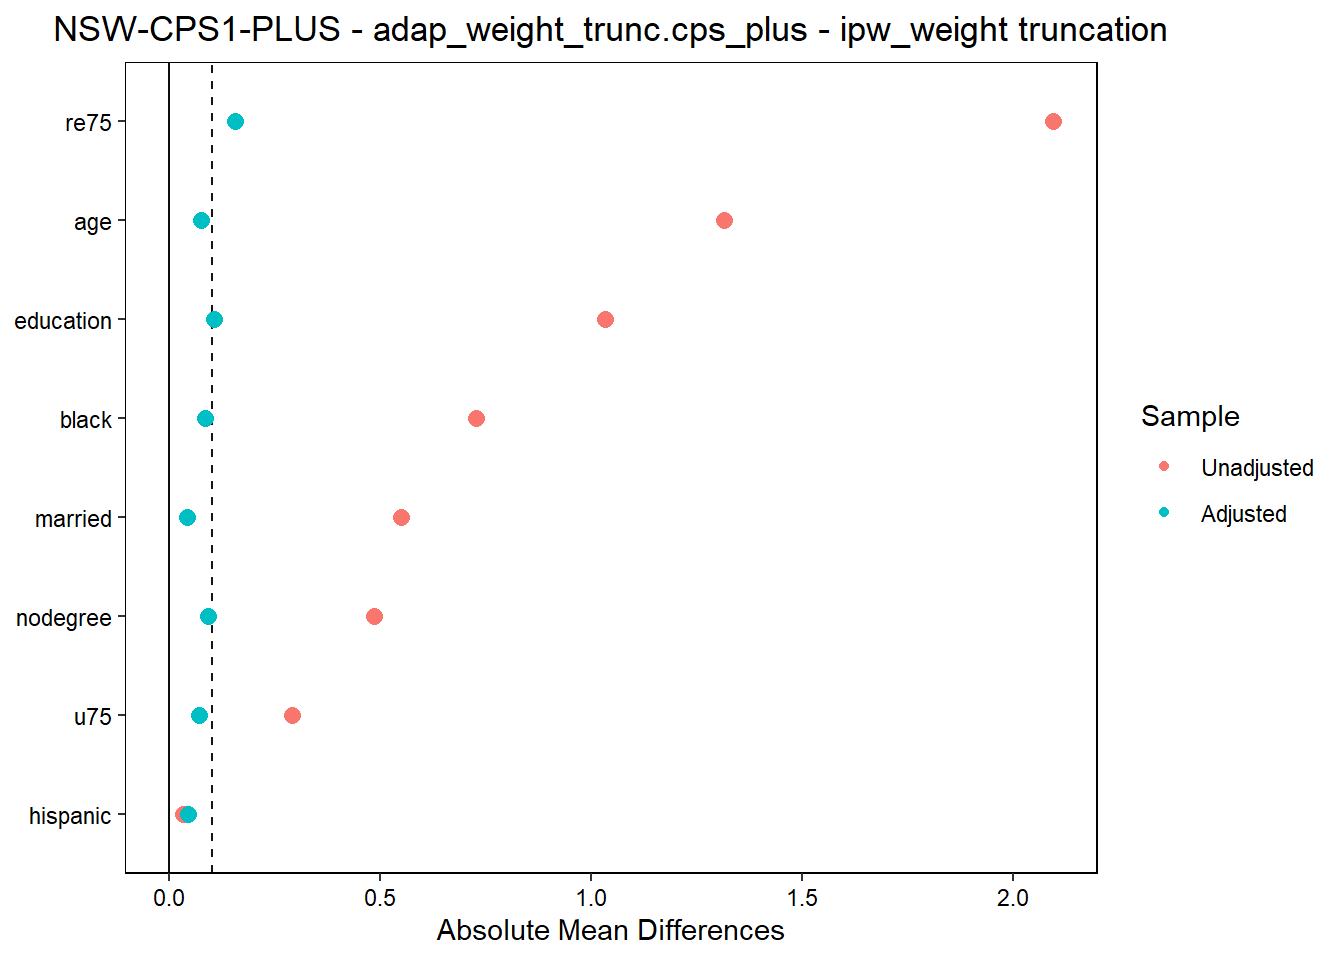 NSW-CPS1-PLUS - adap_weight_trunc.cps_plus - ipw_weight truncation
re75
age
education
black
married
nodegree
u75
hispanic
0.0 0.5 1.0 1.5 2.0
Absolute Mean Differences
Sample
Unadjusted
Adjusted